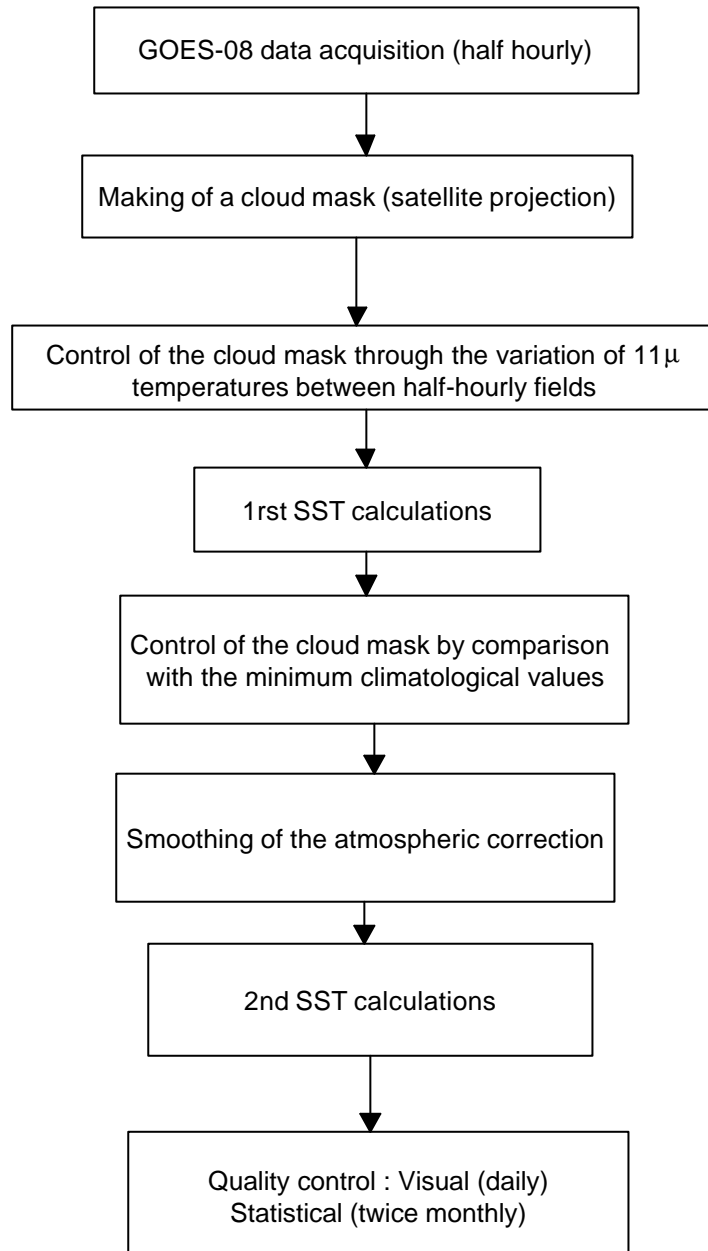 GOES-08 data acquisition (half hourly)
Making of a cloud mask (satellite projection)
Control of the cloud mask through the variation of 11μ
temperatures between half-hourly fields
1rst SST calculations
Control of the cloud mask by comparison
with the minimum climatological values
Smoothing of the atmospheric correction
2nd SST calculations
Quality control : Visual (daily)
Statistical (twice monthly)